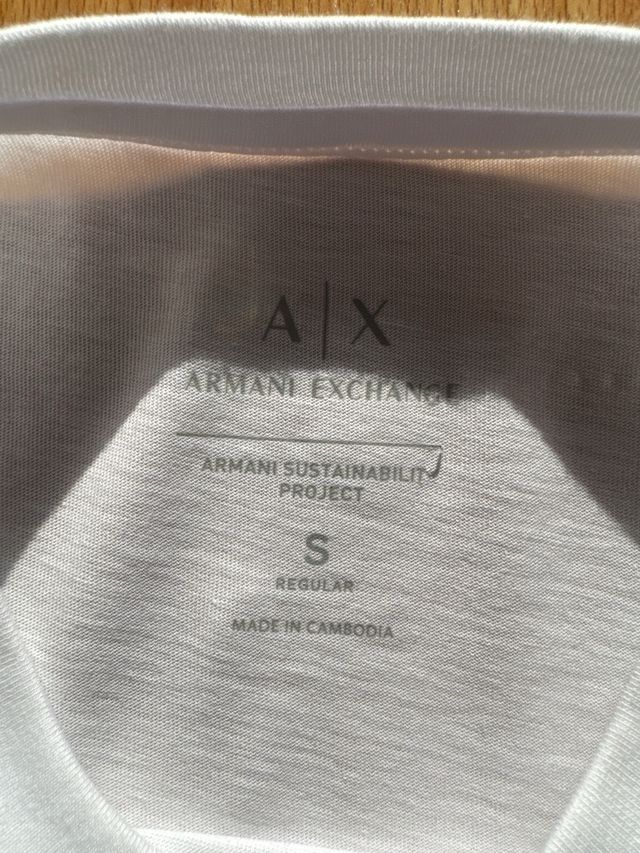 A|X
ARMANI EXCHANGE
ARMANI SUSTAINABILITY
PROJECT
S
REGULAR
MADE IN CAMBODIA